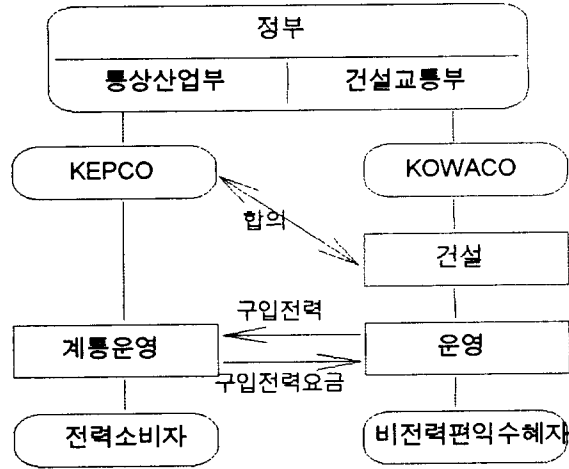 정부
통상산업부 건설교통부
KEPCO KOWACO
합의
건설
구입전력
계통운영 운영
구입전력요금
전력소비자 비전력편익수혜자